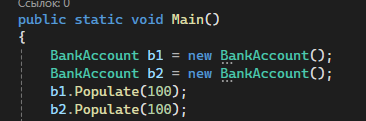 Ссылок: 0
public static void Main()
{
BankAccount b1 = new BankAccount();
BankAccount b2 = new BankAccount();
b1.Populate(100);
b2.Populate(100);